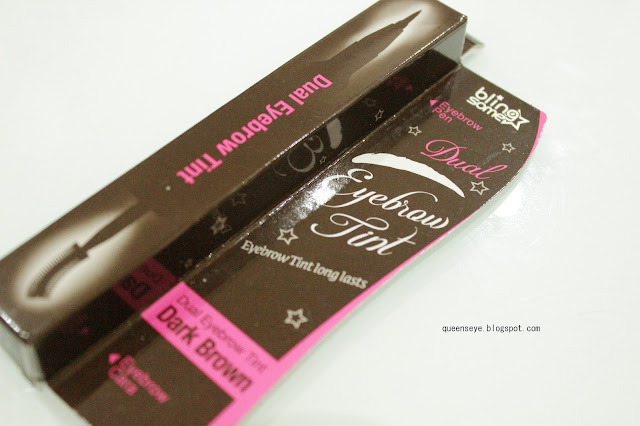 Dual Eyebrow Tint
bling
some
Eyebrow
Pen
Dual
Eyebrow
Tint
Eyebrow Tint long lasts
Dual Eyebrow Tint
Dark Brown
Eyebrow
Cara
queenseye.blogspot.com